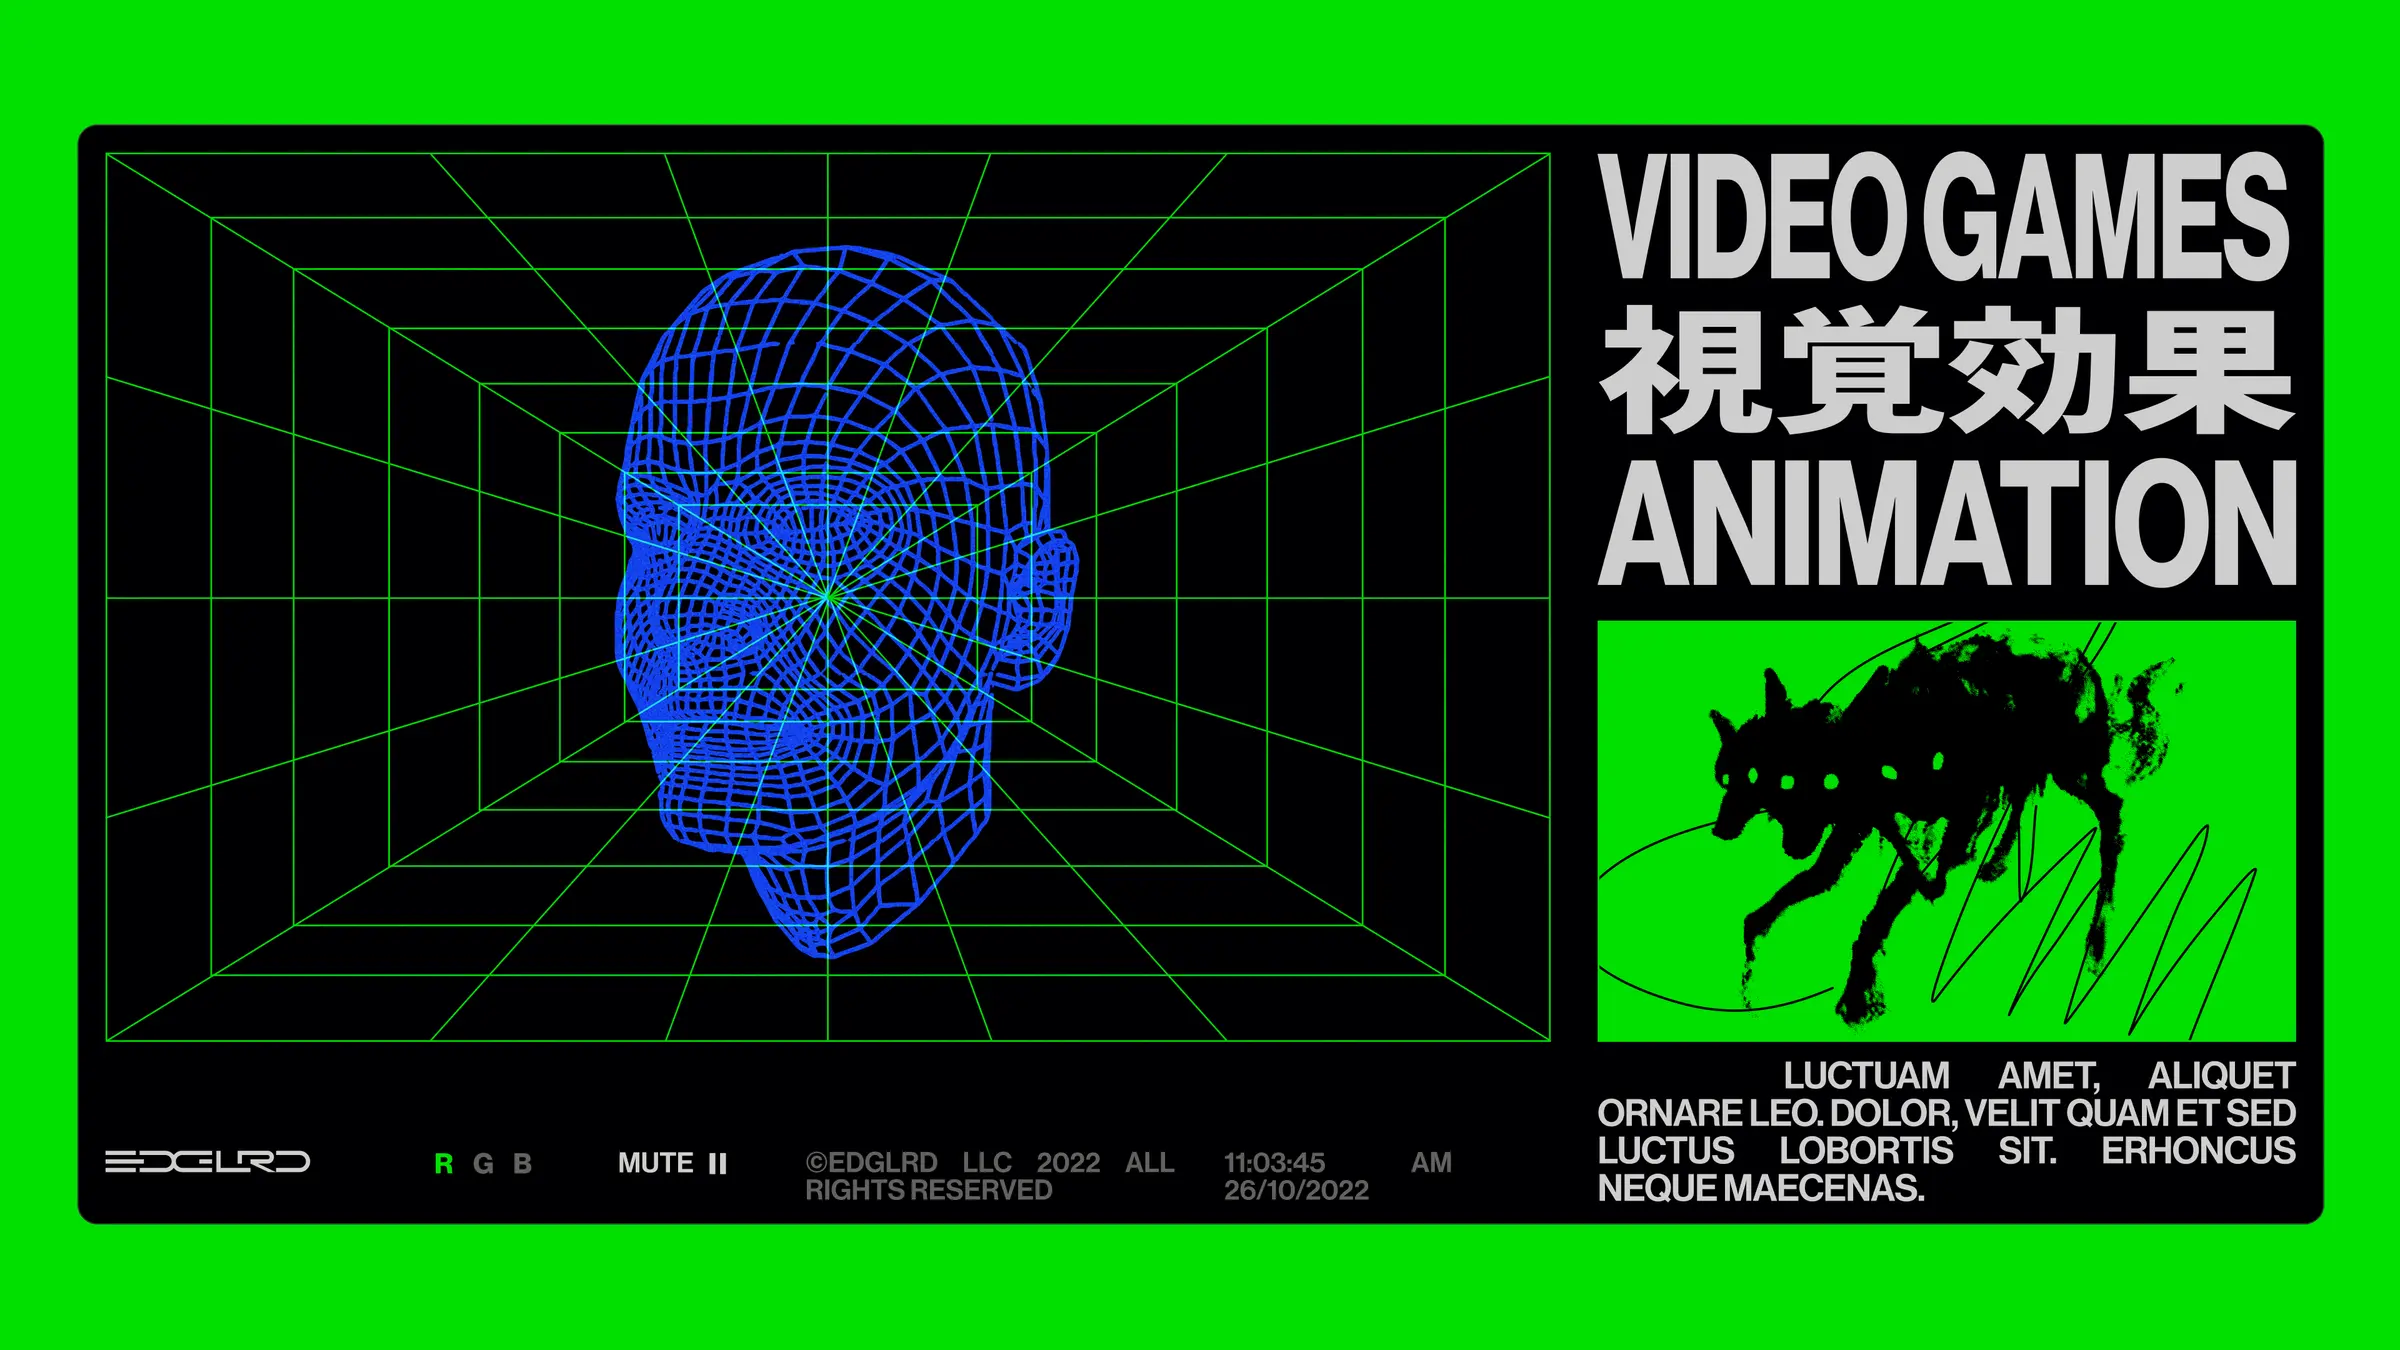 VIDEO GAMES
視覚効果
ANIMATION
LUCTUAM AMET, ALIQUET
ORNARE LEO. DOLOR, VELIT QUAM ET SED
LUCTUS LOBORTIS SIT. ERHONCUS
NEQUE MAECENAS.
EDGLRD
R G B
MUTE
©EDGLRD LLC 2022 ALL
RIGHTS RESERVED
11:03:45 AM
26/10/2022